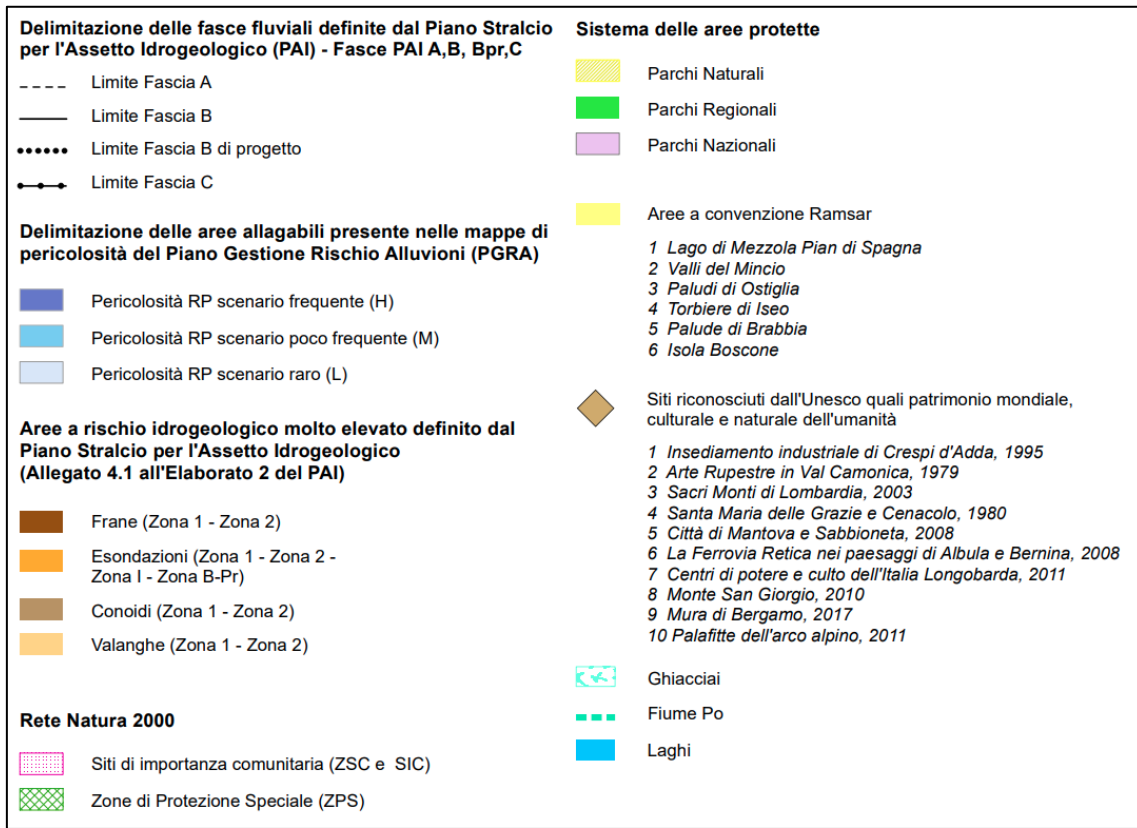 Delimitazione delle fasce fluviali definite dal Piano Stralcio
per l'Assetto Idrogeologico (PAI) - Fasce PAI A,B, Bpr,C
Limite Fascia A
Limite Fascia B
Limite Fascia B di progetto
Limite Fascia C
Delimitazione delle aree allagabili presente nelle mappe di
pericolosità del Piano Gestione Rischio Alluvioni (PGRA)
Pericolosità RP scenario frequente (H)
Pericolosità RP scenario poco frequente (M)
Pericolosità RP scenario raro (L)
Aree a rischio idrogeologico molto elevato definito dal
Piano Stralcio per l'Assetto Idrogeologico
(Allegato 4.1 all'Elaborato 2 del PAI)
Frane (Zona 1 - Zona 2)
Esondazioni (Zona 1 - Zona 2 -
Zona I - Zona B-Pr)
Conoidi (Zona 1 - Zona 2)
Valanghe (Zona 1 - Zona 2)
Rete Natura 2000
Siti di importanza comunitaria (ZSC e SIC)
Zone di Protezione Speciale (ZPS)
Sistema delle aree protette
Parchi Naturali
Parchi Regionali
Parchi Nazionali
Aree a convenzione Ramsar
1 Lago di Mezzola Pian di Spagna
2 Valli del Mincio
3 Paludi di Ostiglia
4 Torbiere di Iseo
5 Palude di Brabbia
6 Isola Boscone
Siti riconosciuti dall'Unesco quali patrimonio mondiale,
culturale e naturale dell'umanità
1 Insediamento industriale di Crespi d'Adda, 1995
2 Arte Rupestre in Val Camonica, 1979
3 Sacri Monti di Lombardia, 2003
4 Santa Maria delle Grazie e Cenacolo, 1980
5 Città di Mantova e Sabbioneta, 2008
6 La Ferrovia Retica nei paesaggi di Albula e Bernina, 2008
7 Centri di potere e culto dell'Italia Longobarda, 2011
8 Monte San Giorgio, 2010
9 Mura di Bergamo, 2017
10 Palafitte dell'arco alpino, 2011
Ghiacciai
Fiume Po
Laghi